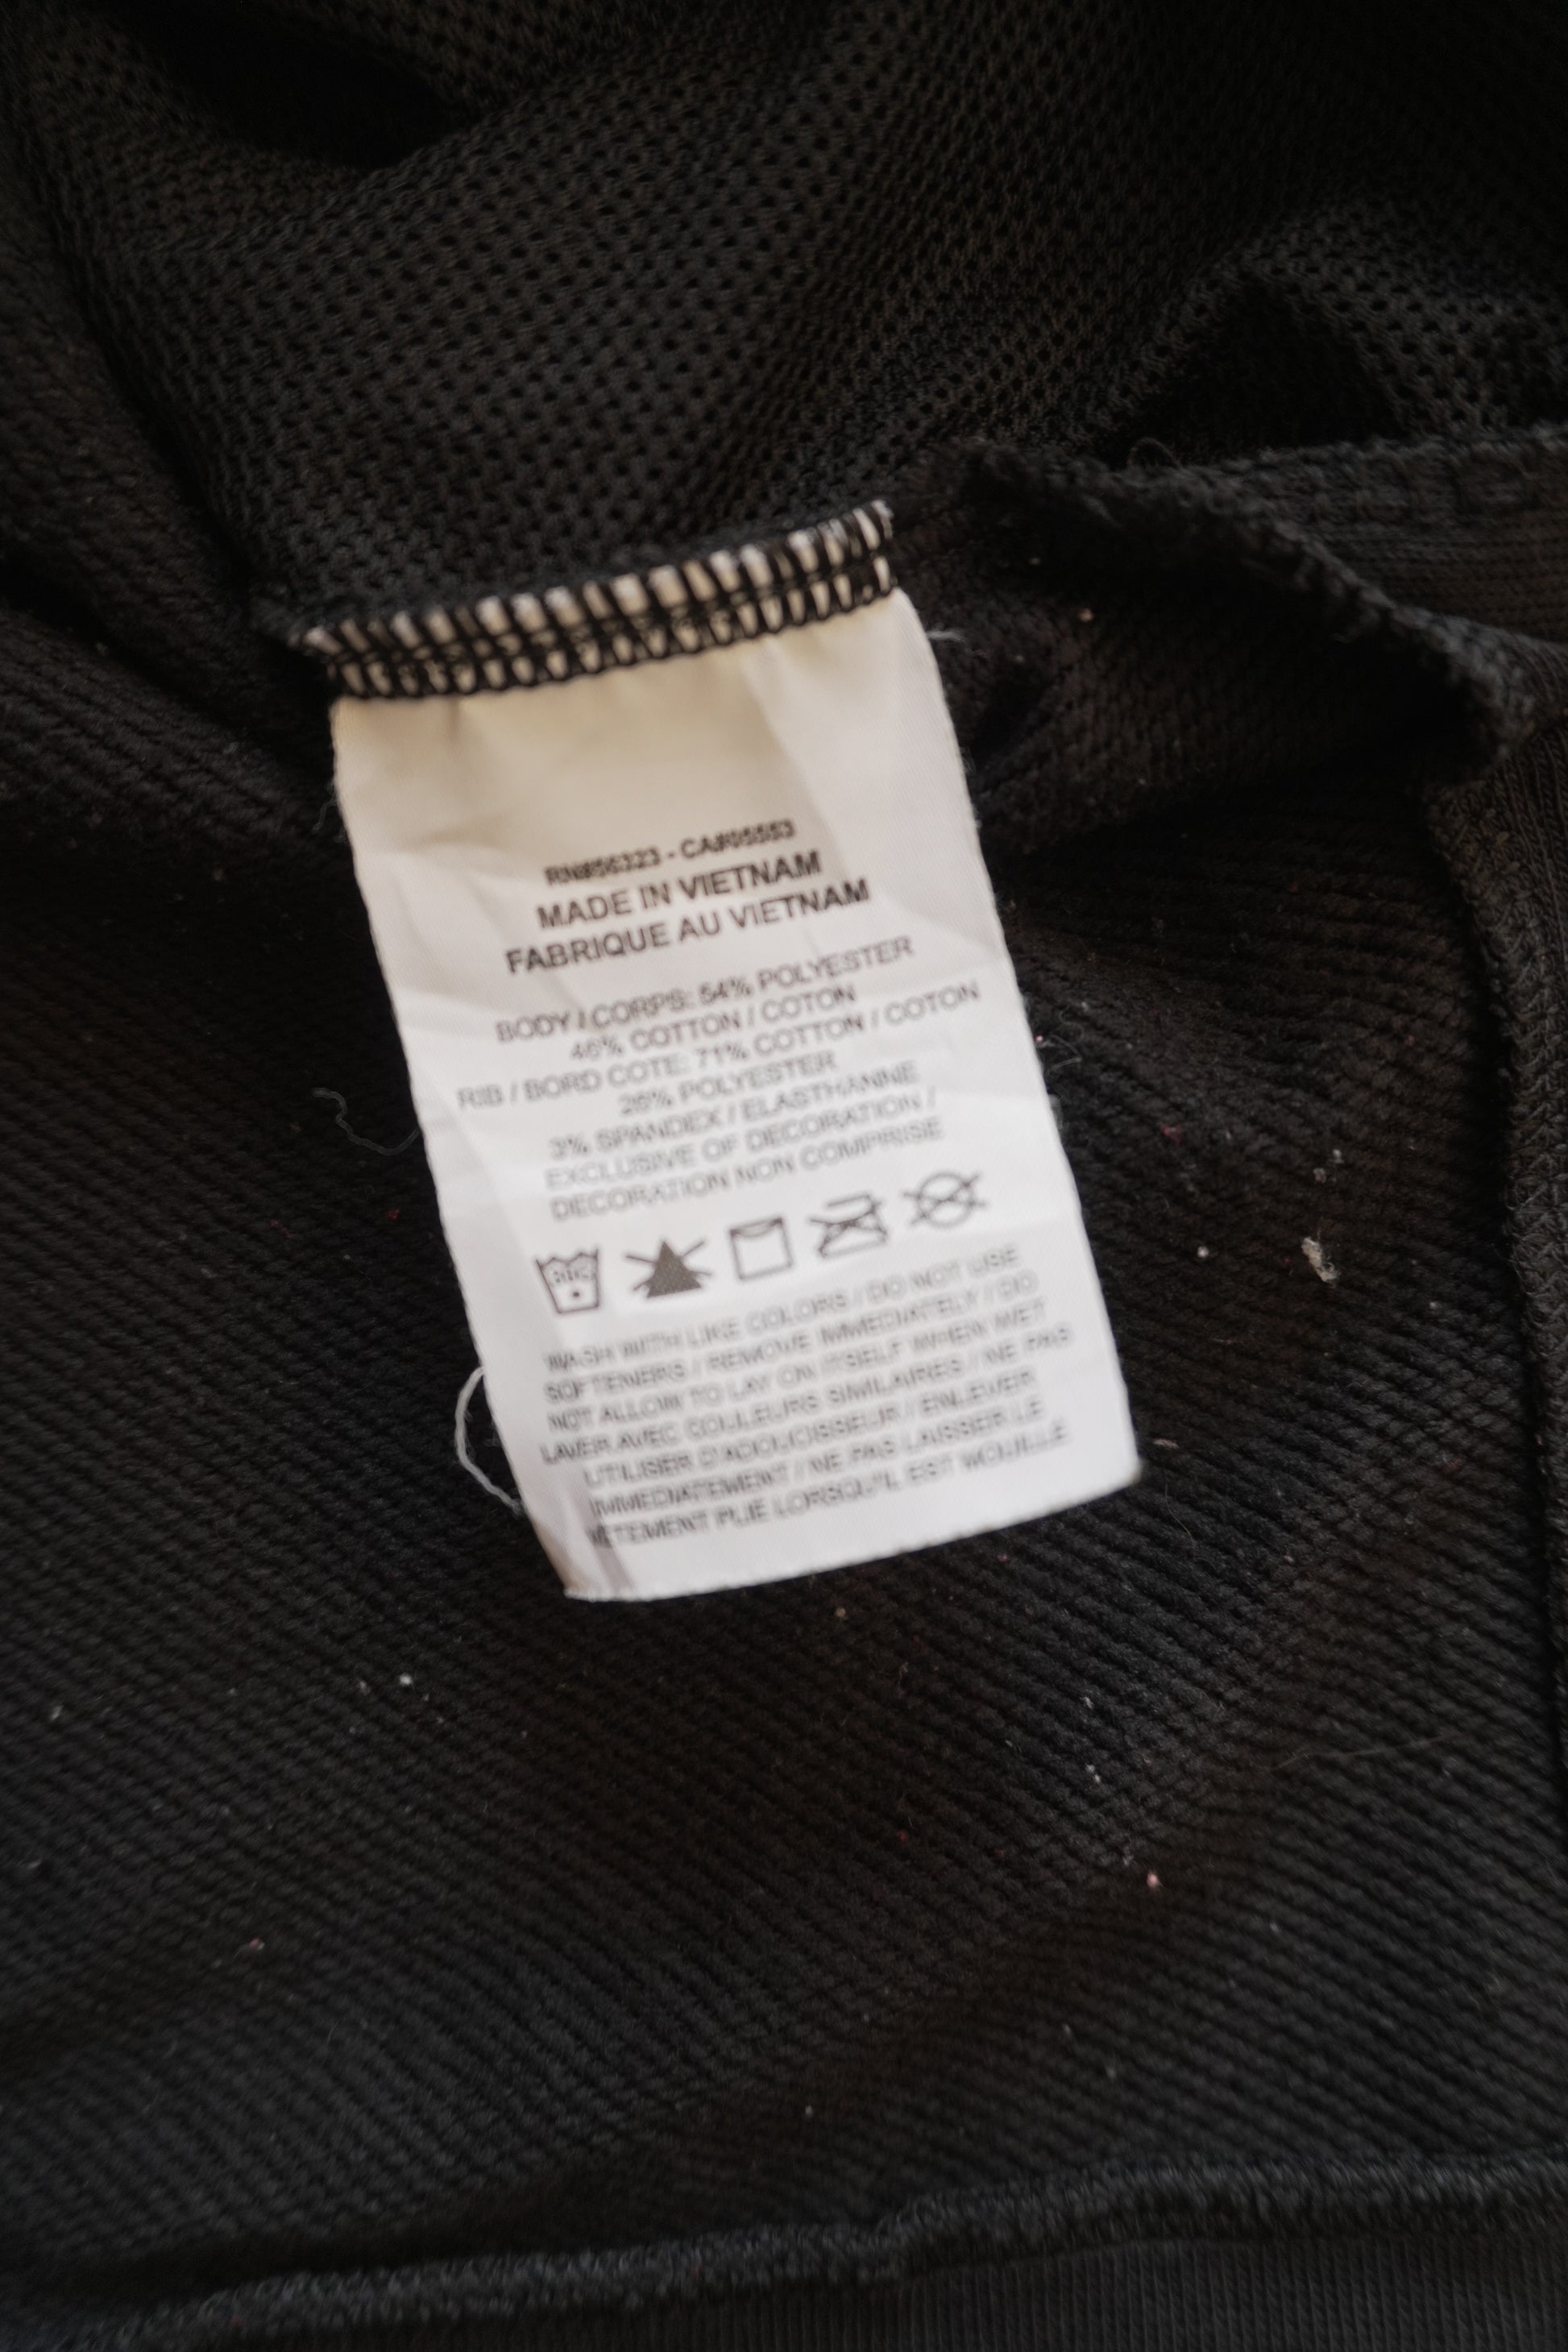 RN#56323 - CA#05553
MADE IN VIETNAM
FABRIQUE AU VIETNAM
BODY / CORPS: 54% POLYESTER
46% COTTON / COTON
RIB / BORD COTE: 71% COTTON / COTON
26% POLYESTER
3% SPANDEX / ELASTHANNE
EXCLUSIVE OF DECORATION /
DECORATION NON COMPRISE
WASH WITH LIKE COLORS / DO NOT USE
SOFTENERS / REMOVE IMMEDIATELY / DO
NOT ALLOW TO LAY ON ITSELF WHEN WET
LAVER AVEC COULEURS SIMILAIRES / NE PAS
UTILISER D'ADOUCISSEUR / ENLEVER
IMMEDIATEMENT / NE PAS LAISSER LE
VETEMENT PLIE LORSQU'IL EST MOUILLE